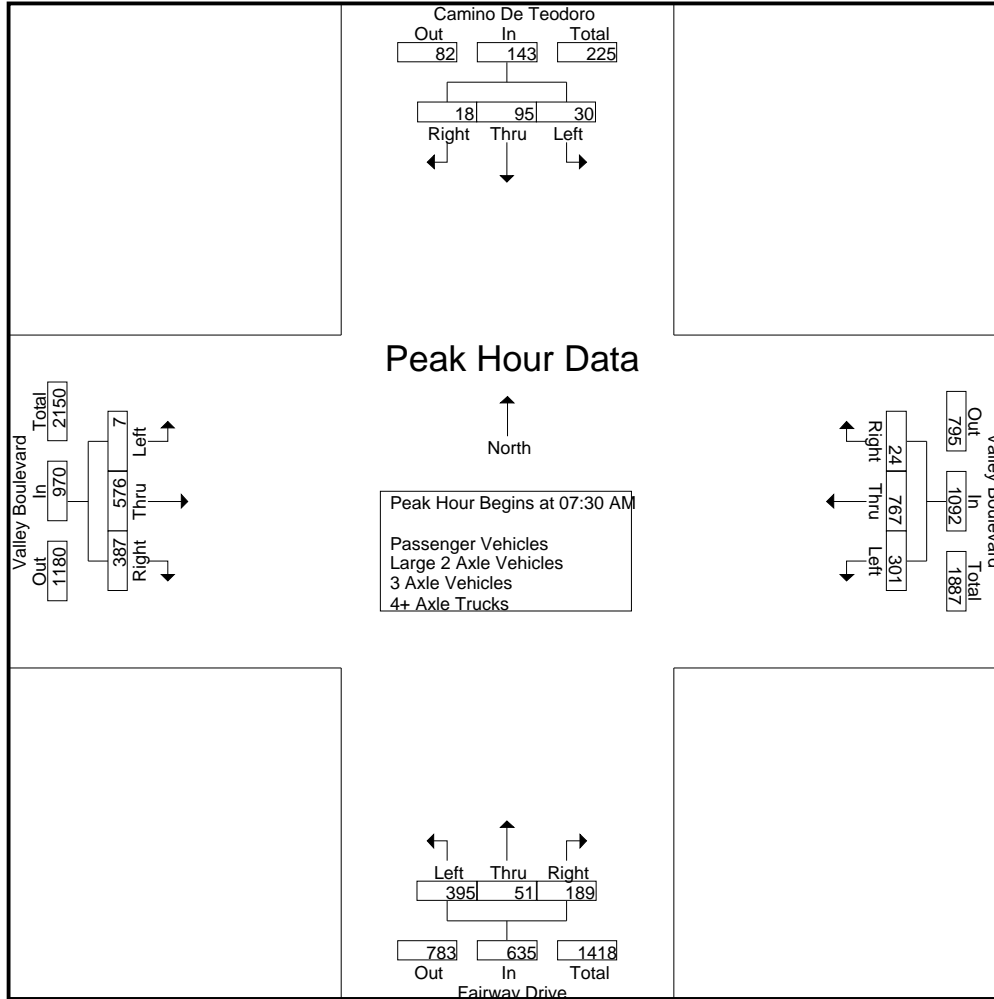 Camino De Teodoro
Out In Total
82 143 225
18 95 30
Right Thru Left
Peak Hour Data
North
Peak Hour Begins at 07:30 AM
Passenger Vehicles
Large 2 Axle Vehicles
3 Axle Vehicles
4+ Axle Trucks
Valley Boulevard
Out In Total
1180 970 2150
387 576 7
Right Thru Left
Valley Boulevard
Out In Total
795 1092 1887
24 767 301
Right Thru Left
Left Thru Right
395 51 189
783 635 1418
Out In Total
Fairway Drive